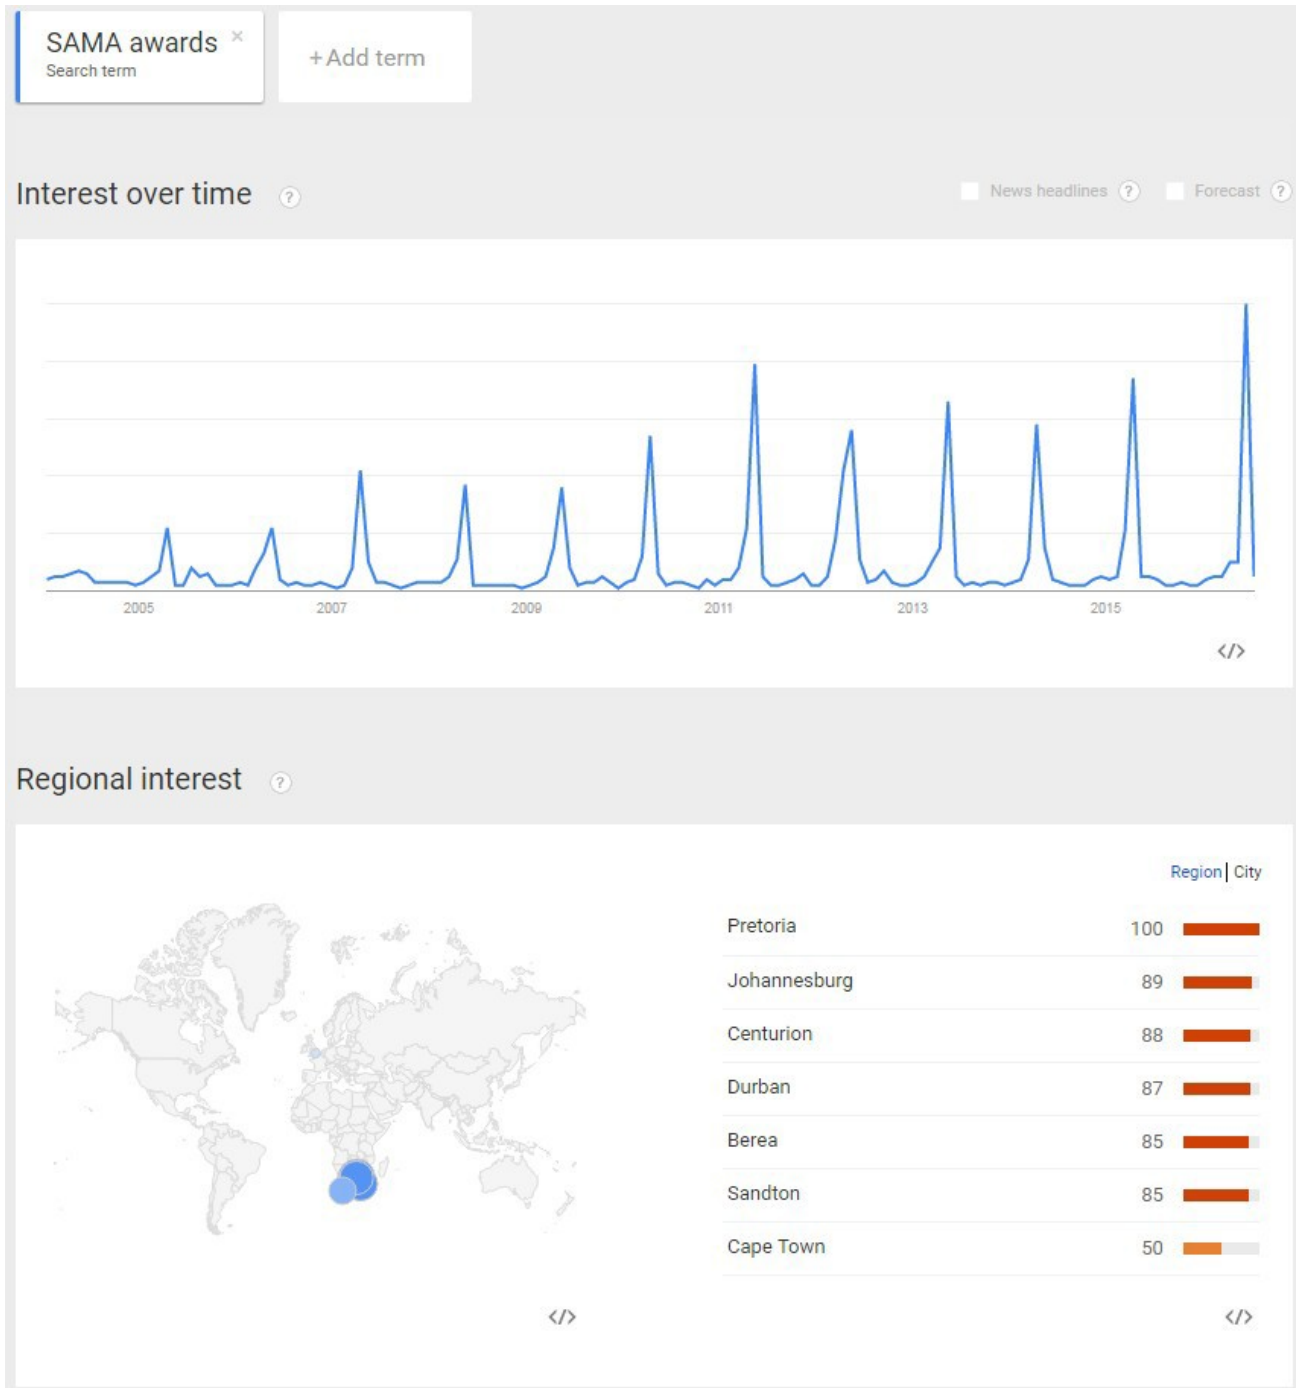 SAMA awards ×
Search term
+Add term
Interest over time ?
News headlines ? Forecast ?
2005 2007 2009 2011 2013 2015
</>
Regional interest ?
Region | City
Pretoria 100
Johannesburg 89
Centurion 88
Durban 87
Berea 85
Sandton 85
Cape Town 50
</> </>